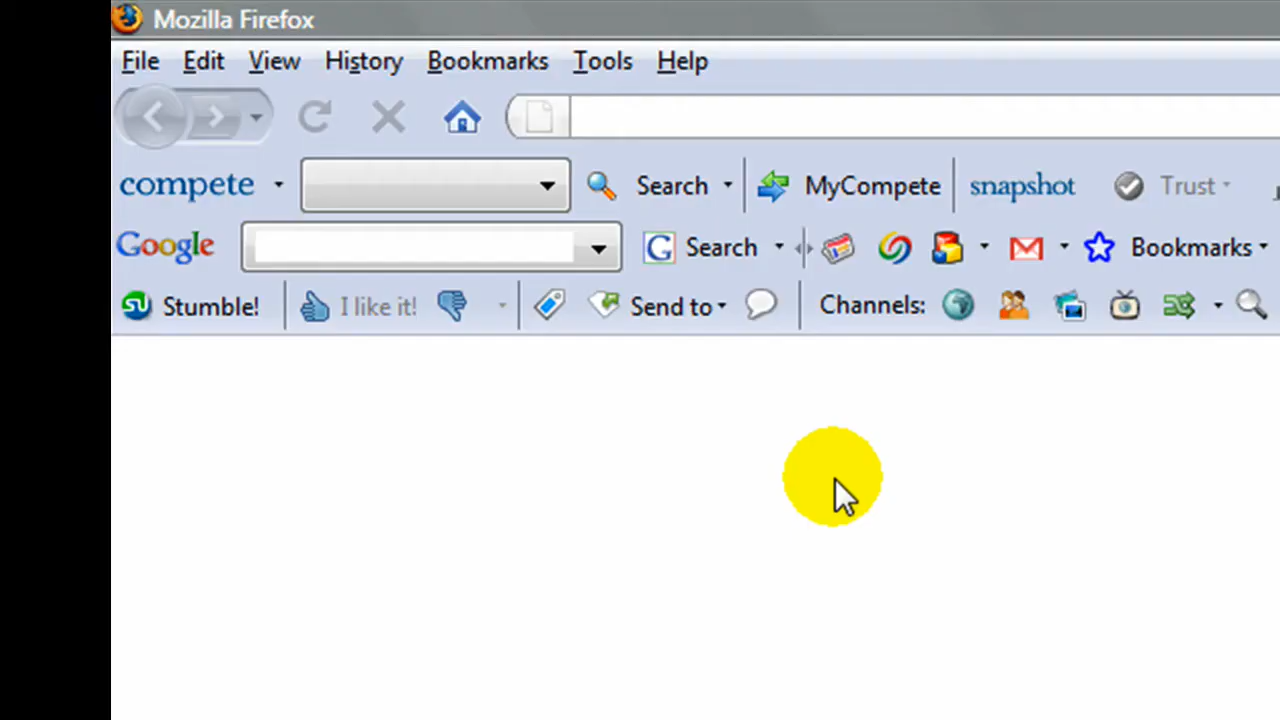 Mozilla Firefox
File Edit View History Bookmarks Tools Help
compete Search MyCompete snapshot Trust
Google G Search Bookmarks
Stumble! I like it! Send to Channels: